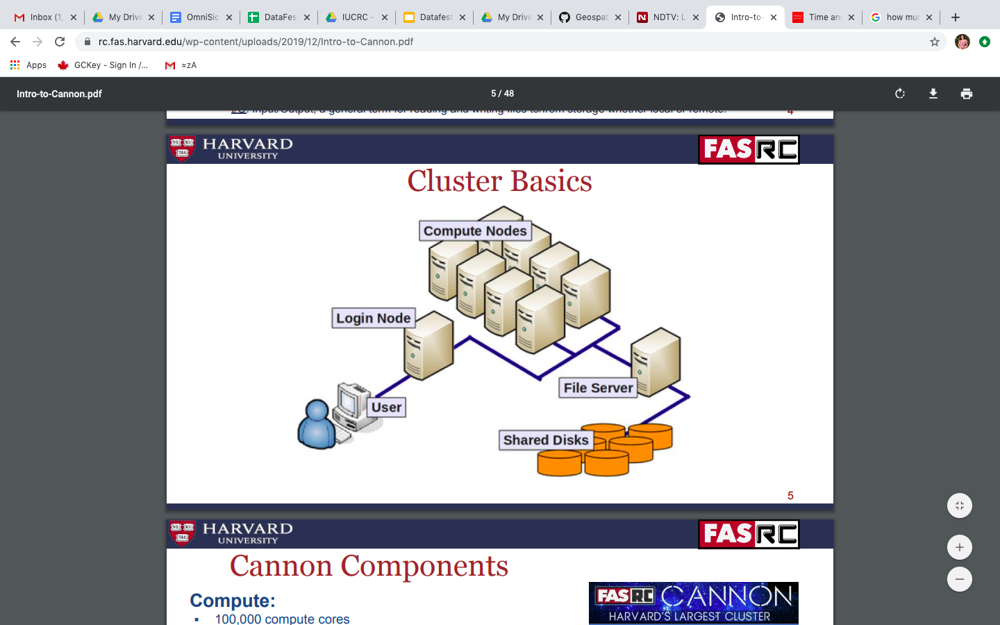 Inbox (1,
My Drive
OmniSic
DataFes
IUCRC -
Datafest
My Drive
Geospat
NDTV: L
Intro-to-
Time and
how muc
rc.fas.harvard.edu/wp-content/uploads/2019/12/Intro-to-Cannon.pdf
Apps
GCKey - Sign In /...
≈zA
Intro-to-Cannon.pdf
5 / 48
I/O: Input/Output, a general term for reading and writing files to/from storage whether local or remote.
4
HARVARD
UNIVERSITY
FASRC
Cluster Basics
Compute Nodes
Login Node
User
File Server
Shared Disks
5
HARVARD
UNIVERSITY
FASRC
Cannon Components
Compute:
▪ 100,000 compute cores
FASRC CANNON
HARVARD'S LARGEST CLUSTER